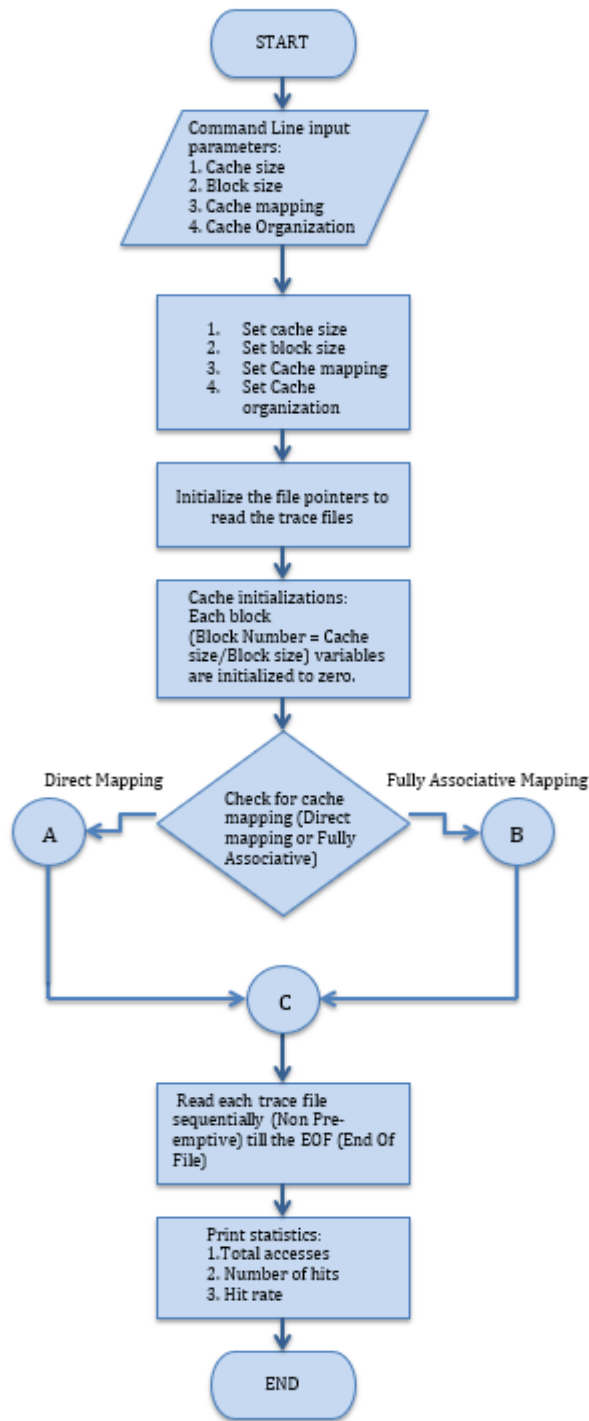 START
Command Line input
parameters:
1. Cache size
2. Block size
3. Cache mapping
4. Cache Organization
1. Set cache size
2. Set block size
3. Set Cache mapping
4. Set Cache
organization
Initialize the file pointers to
read the trace files
Cache initializations:
Each block
(Block Number = Cache
size/Block size) variables
are initialized to zero.
Direct Mapping
Fully Associative Mapping
Check for cache
mapping (Direct
mapping or Fully
Associative)
A
B
C
Read each trace file
sequentially (Non Pre-
emptive) till the EOF (End Of
File)
Print statistics:
1.Total accesses
2. Number of hits
3. Hit rate
END